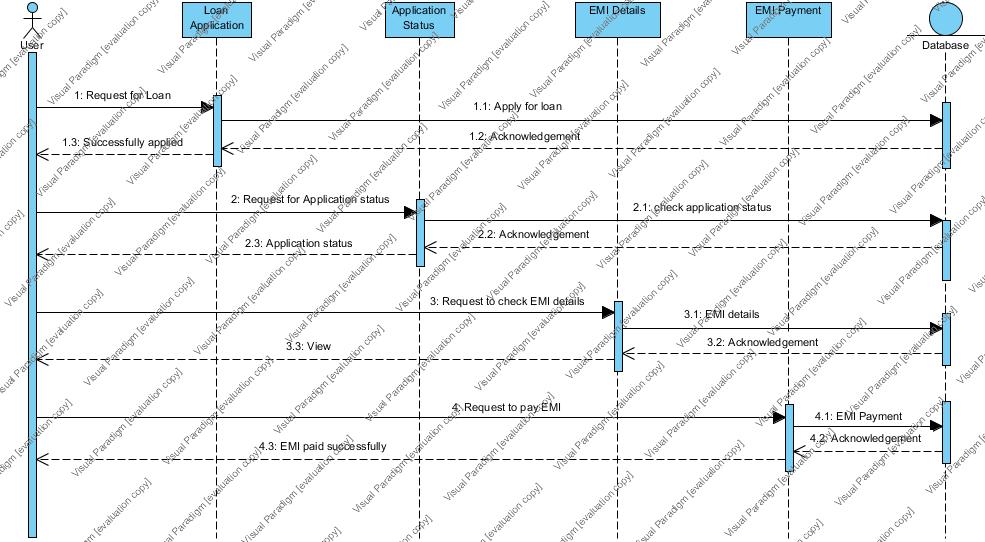 Loan
Application
Application
Status
EMI Details
EMI Payment
User
Database
1: Request for Loan
1.1: Apply for loan
1.2: Acknowledgement
1.3: Successfully applied
2: Request for Application status
2.1: check application status
2.2: Acknowledgement
2.3: Application status
3: Request to check EMI details
3.1: EMI details
3.2: Acknowledgement
3.3: View
4: Request to pay EMI
4.1: EMI Payment
4.2: Acknowledgement
4.3: EMI paid successfully
Visual Paradigm [evaluation copy]